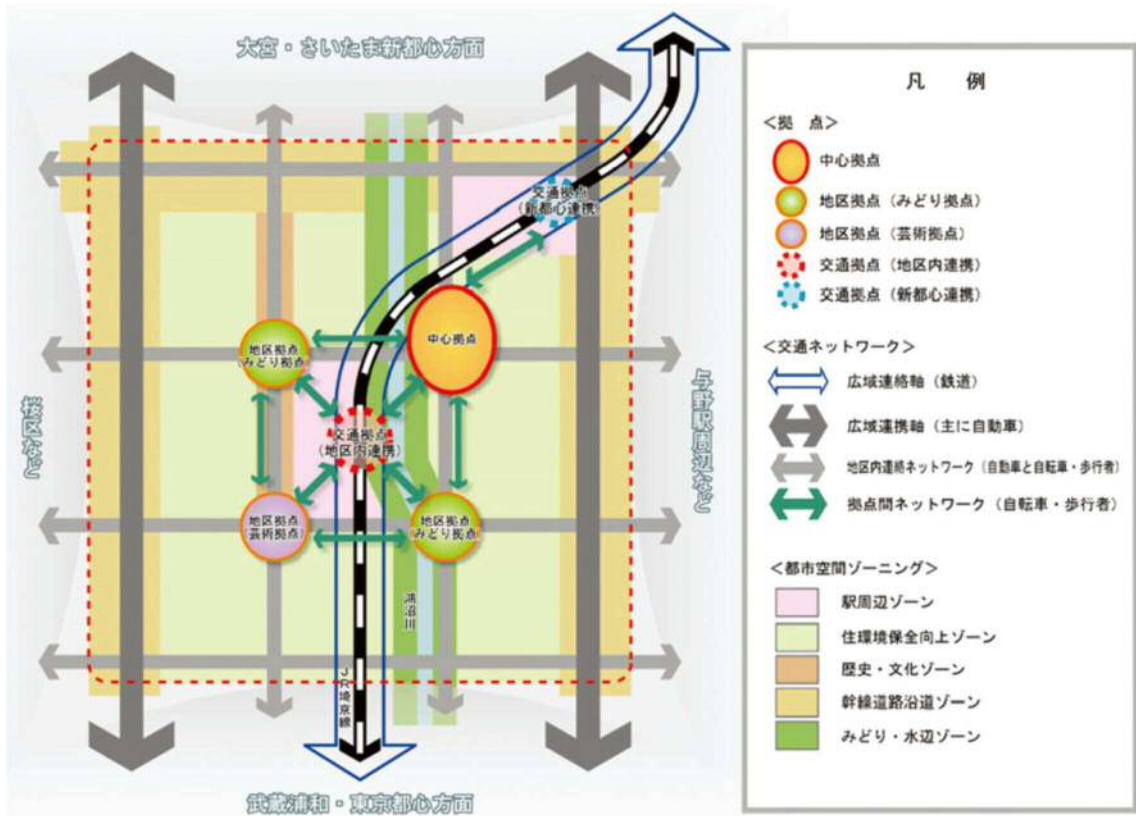 大宮・さいたま新都心方面
交通拠点
(新都心連携)
中心拠点
地区拠点
(みどり拠点)
交通拠点
(地区内連携)
地区拠点
(芸術拠点)
地区拠点
(みどり拠点)
桜区など
与野駅周辺など
鴻沼川
JR埼京線
武蔵浦和・東京都心方面
凡 例
<拠 点>
中心拠点
地区拠点(みどり拠点)
地区拠点(芸術拠点)
交通拠点(地区内連携)
交通拠点(新都心連携)
<交通ネットワーク>
広域連絡軸(鉄道)
広域連携軸(主に自動車)
地区内連絡ネットワーク(自動車と自転車・歩行者)
拠点間ネットワーク(自転車・歩行者)
<都市空間ゾーニング>
駅周辺ゾーン
住環境保全向上ゾーン
歴史・文化ゾーン
幹線道路沿道ゾーン
みどり・水辺ゾーン